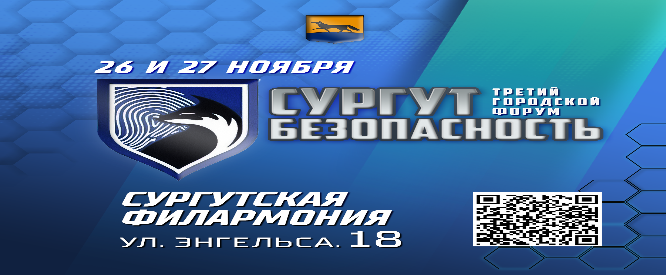 26 И 27 НОЯБРЯ
СУРГУТ
БЕЗОПАСНОСТЬ
ТРЕТИЙ
ГОРОДСКОЙ
ФОРУМ
СУРГУТСКАЯ
ФИЛАРМОНИЯ
УЛ. ЭНГЕЛЬСА. 18